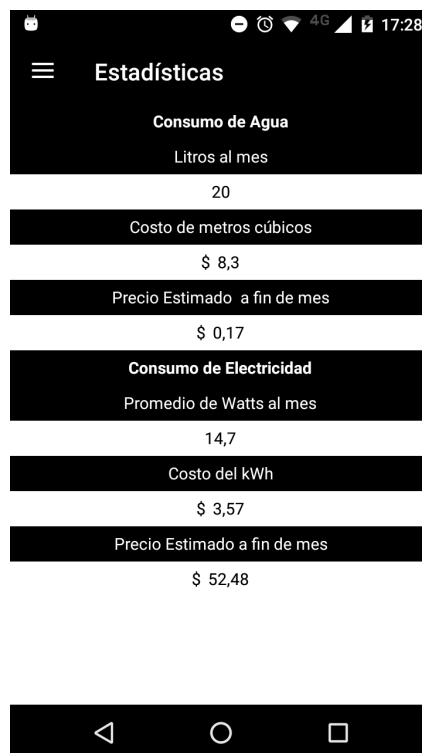 4G 17:28
Estadísticas
Consumo de Agua
Litros al mes
20
Costo de metros cúbicos
$ 8,3
Precio Estimado a fin de mes
$ 0,17
Consumo de Electricidad
Promedio de Watts al mes
14,7
Costo del kWh
$ 3,57
Precio Estimado a fin de mes
$ 52,48